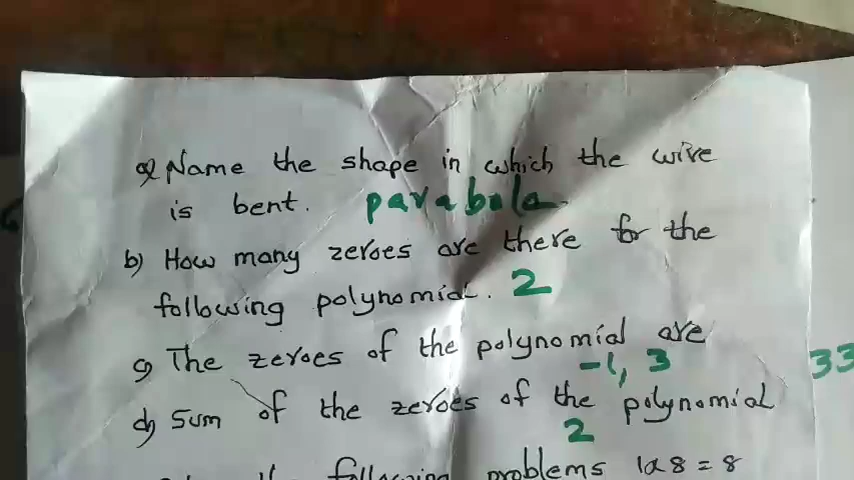 a) Name the shape in which the wire
is bent. parabola.
b) How many zeroes are there for the
following polynomial. 2
c) The zeroes of the polynomial are
-1, 3
33
d) Sum of the zeroes of the polynomial
2
following problems 1x8=8